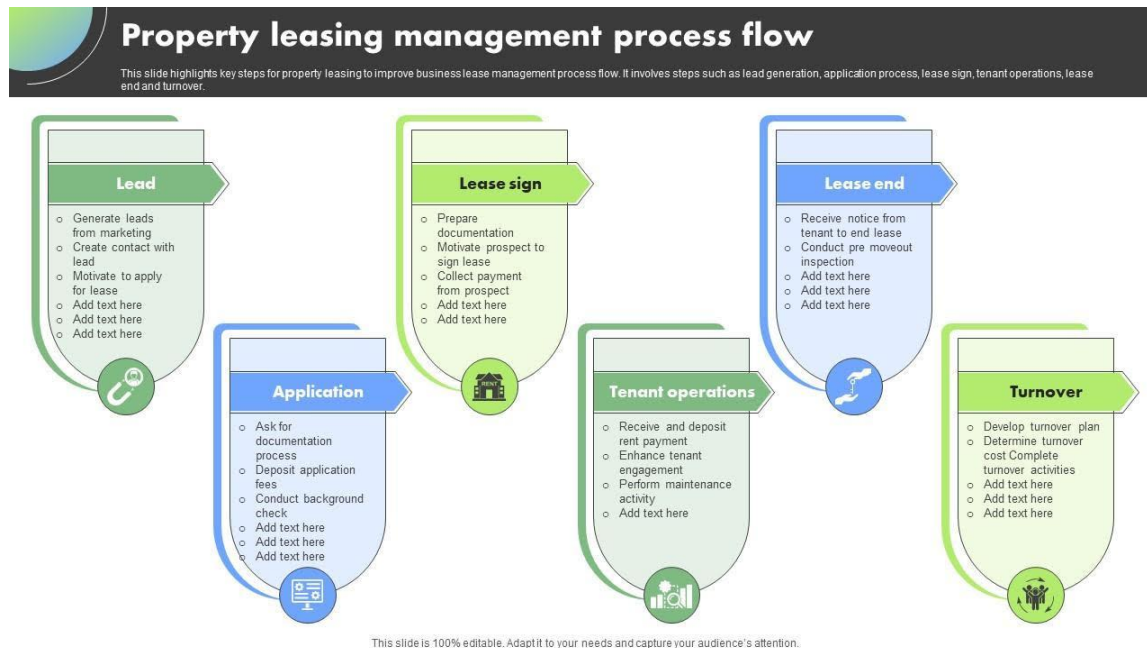 Property leasing management process flow
This slide highlights key steps for property leasing to improve business lease management process flow. It involves steps such as lead generation, application process, lease sign, tenant operations, lease
end and turnover.
Lead
o Generate leads
from marketing
o Create contact with
lead
o Motivate to apply
for lease
o Add text here
o Add text here
o Add text here
Application
o Ask for
documentation
process
o Deposit application
fees
o Conduct background
check
o Add text here
o Add text here
o Add text here
Lease sign
o Prepare
documentation
o Motivate prospect to
sign lease
o Collect payment
from prospect
o Add text here
o Add text here
RENT
Tenant operations
o Receive and deposit
rent payment
o Enhance tenant
engagement
o Perform maintenance
activity
o Add text here
Lease end
o Receive notice from
tenant to end lease
o Conduct pre moveout
inspection
o Add text here
o Add text here
o Add text here
Turnover
o Develop turnover plan
o Determine turnover
cost Complete
turnover activities
o Add text here
o Add text here
o Add text here
This slide is 100% editable. Adapt it to your needs and capture your audience's attention.